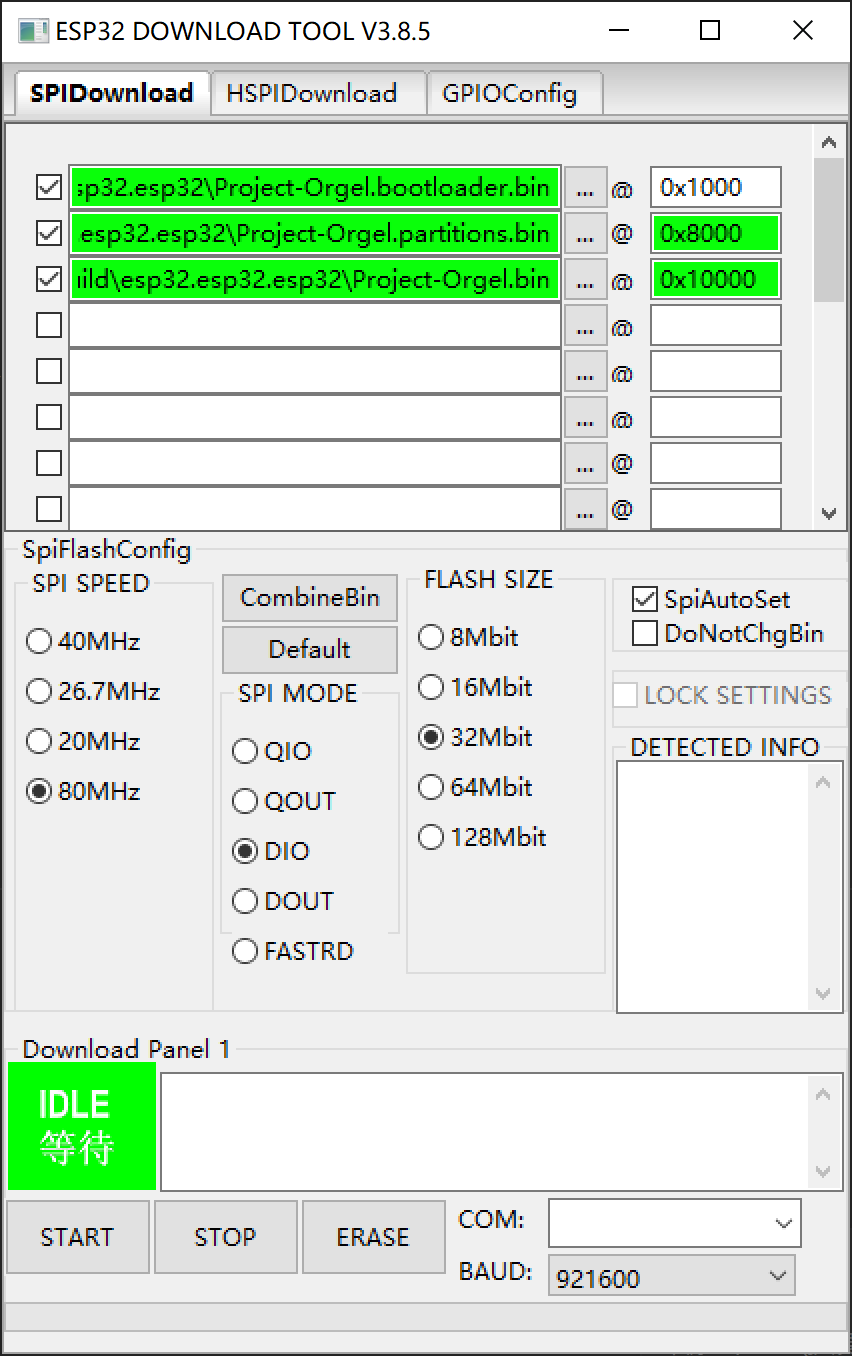 ESP32 DOWNLOAD TOOL V3.8.5
SPIDownload HSPIDownload GPIOConfig
sp32.esp32\Project-Orgel.bootloader.bin ... @ 0x1000
.esp32.esp32\Project-Orgel.partitions.bin ... @ 0x8000
uild\esp32.esp32.esp32\Project-Orgel.bin ... @ 0x10000
... @
... @
... @
... @
... @
SpiFlashConfig
SPI SPEED
40MHz
26.7MHz
20MHz
80MHz
CombineBin
Default
SPI MODE
QIO
QOUT
DIO
DOUT
FASTRD
FLASH SIZE
8Mbit
16Mbit
32Mbit
64Mbit
128Mbit
SpiAutoSet
DoNotChgBin
LOCK SETTINGS
DETECTED INFO
Download Panel 1
IDLE
等待
START STOP ERASE
COM:
BAUD: 921600